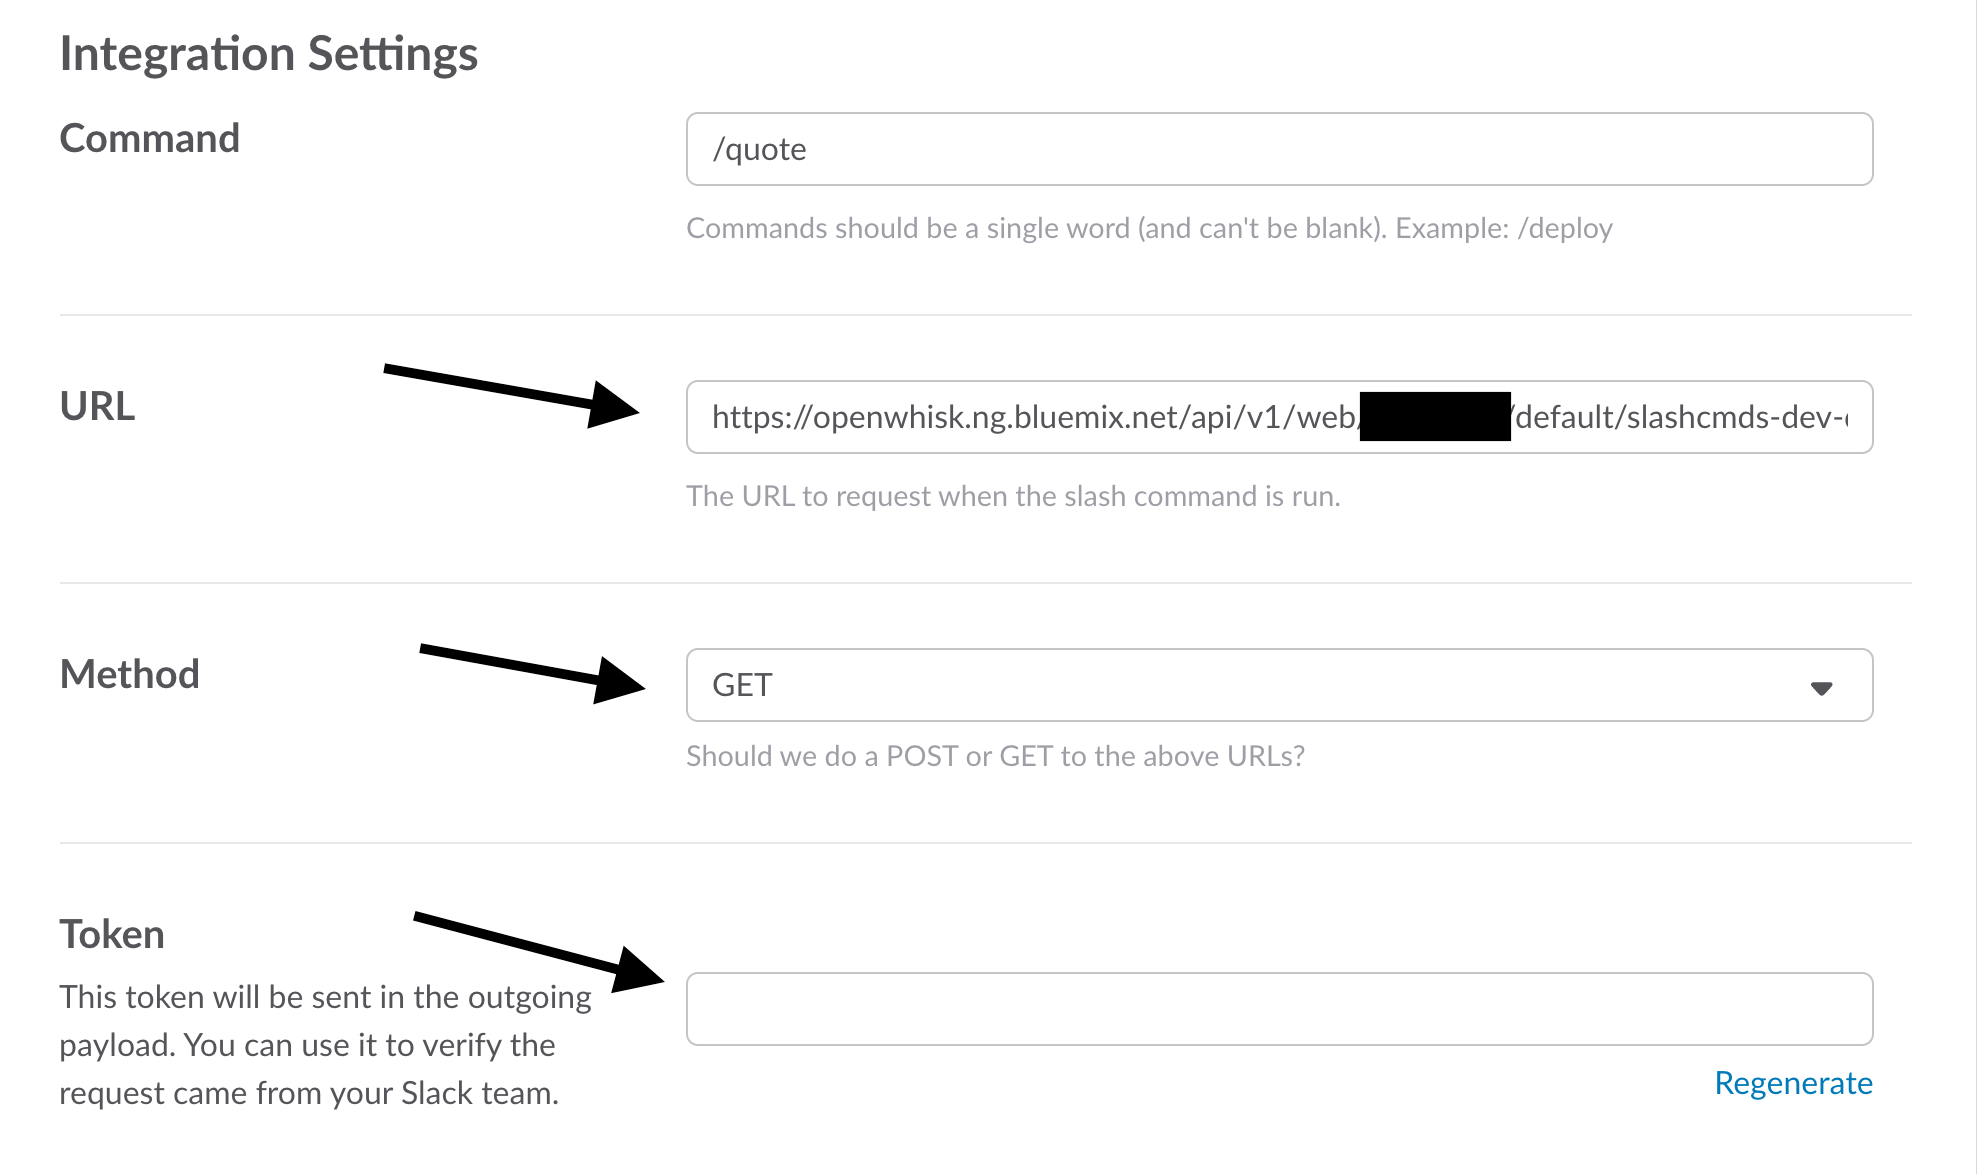 Integration Settings
Command
/quote
Commands should be a single word (and can't be blank). Example: /deploy
URL
https://openwhisk.ng.bluemix.net/api/v1/web/ /default/slashcmds-dev-
The URL to request when the slash command is run.
Method
GET
Should we do a POST or GET to the above URLs?
Token
This token will be sent in the outgoing
payload. You can use it to verify the
request came from your Slack team.
Regenerate